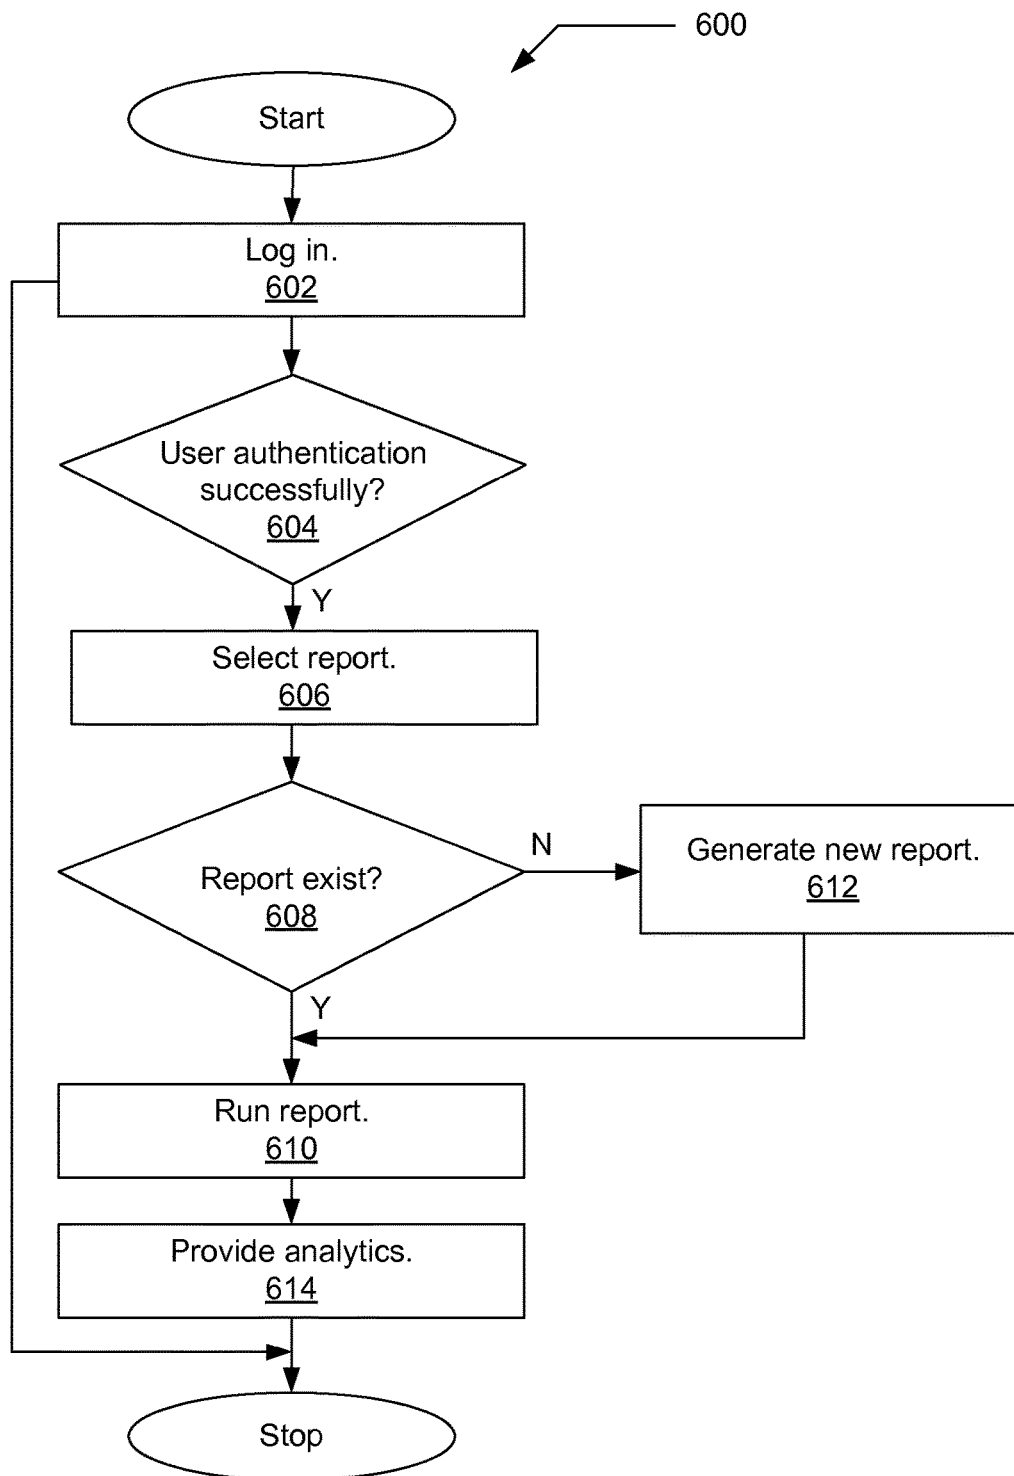 600
Start
Log in.
602
User authentication
successfully?
604
Y
Select report.
606
Report exist?
608
N
Generate new report.
612
Y
Run report.
610
Provide analytics.
614
Stop